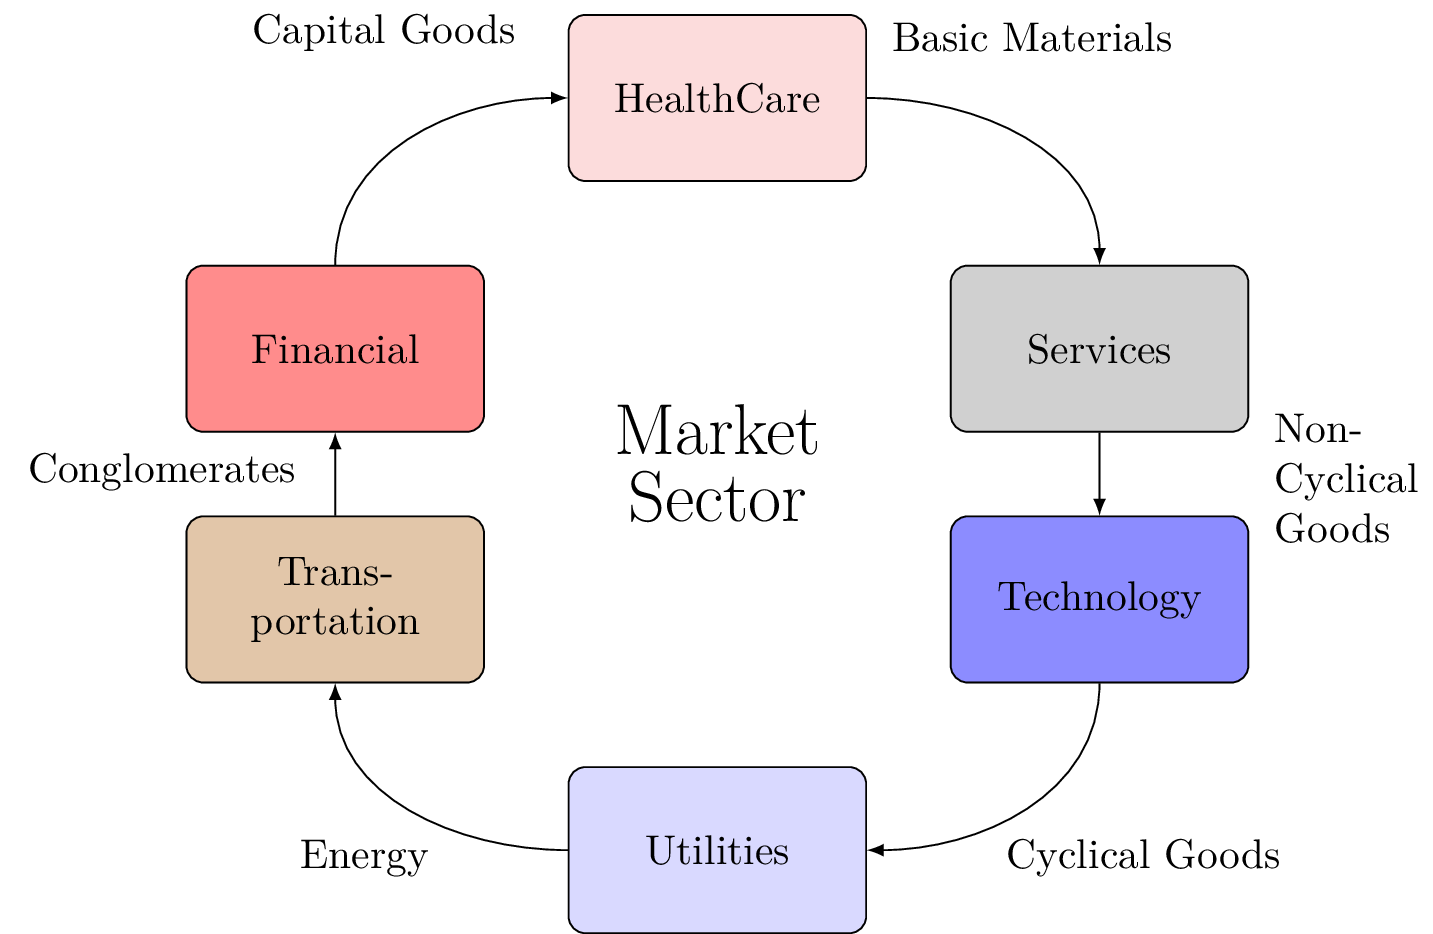 Capital Goods
Basic Materials
HealthCare
Financial
Services
Market
Sector
Non-
Cyclical
Goods
Conglomerates
Trans-
portation
Technology
Utilities
Energy
Cyclical Goods